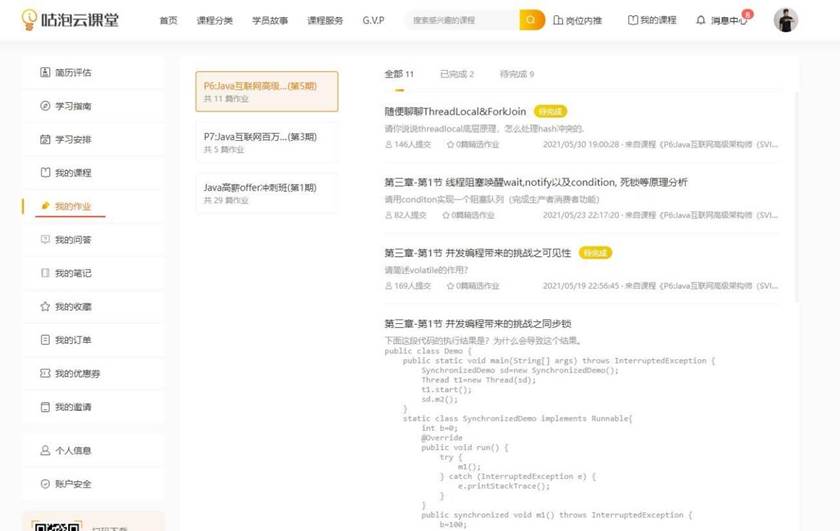 咕泡云课堂
首页 课程分类 学员故事 课程服务 G.V.P 搜索感兴趣的课程 岗位内推 我的课程 消息中心 8
简历评估
学习指南
学习安排
我的课程
我的作业
我的问答
我的笔记
我的收藏
我的订单
我的优惠券
我的邀请
个人信息
账户安全
扫码下载
P6:Java互联网高级...(第5期)
共 11 篇作业
P7:Java互联网百万...(第3期)
共 5 篇作业
Java高薪offer冲刺班(第1期)
共 29 篇作业
全部 11 已完成 2 待完成 9
随便聊聊ThreadLocal&ForkJoin 待完成
请你说说threadlocal底层原理，怎么处理hash冲突的.
146人提交 0篇精选作业 2021/05/30 19:00:28 · 来自课程《P6:Java互联网高级架构师（SVI...
第三章-第1节 线程阻塞唤醒wait,notify以及condition, 死锁等原理分析
请用conditon实现一个阻塞队列（完成生产者消费者功能）
82人提交 0篇精选作业 2021/05/23 22:17:20 · 来自课程《P6:Java互联网高级架构师（SVI...
第三章-第1节 并发编程带来的挑战之可见性 待完成
请简述volatile的作用?
169人提交 0篇精选作业 2021/05/19 22:56:45 · 来自课程《P6:Java互联网高级架构师（SVI...
第三章-第1节 并发编程带来的挑战之同步锁
下面这段代码的执行结果是？为什么会导致这个结果。
public class Demo {
public static void main(String[] args) throws InterruptedException {
SynchronizedDemo sd=new SynchronizedDemo();
Thread t1=new Thread(sd);
t1.start();
sd.m2();
}
static class SynchronizedDemo implements Runnable{
int b=0;
@Override
public void run() {
try {
m1();
} catch (InterruptedException e) {
e.printStackTrace();
}
}
public synchronized void m1() throws InterruptedException {
b=100;